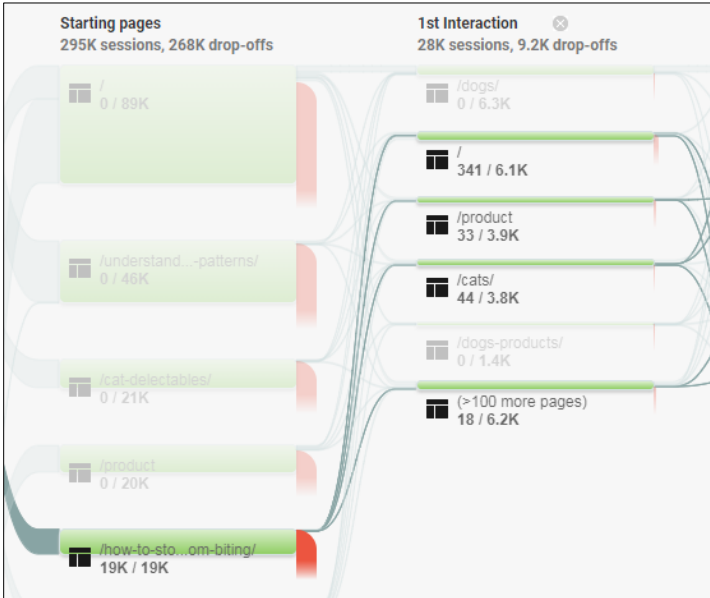 Starting pages
295K sessions, 268K drop-offs
/
0 / 89K
/understand...-patterns/
0 / 46K
/cat-delectables/
0 / 21K
/product
0 / 20K
/how-to-sto...om-biting/
19K / 19K
1st Interaction
28K sessions, 9.2K drop-offs
/dogs/
0 / 6.3K
/
341 / 6.1K
/product
33 / 3.9K
/cats/
44 / 3.8K
/dogs-products/
0 / 1.4K
(>100 more pages)
18 / 6.2K